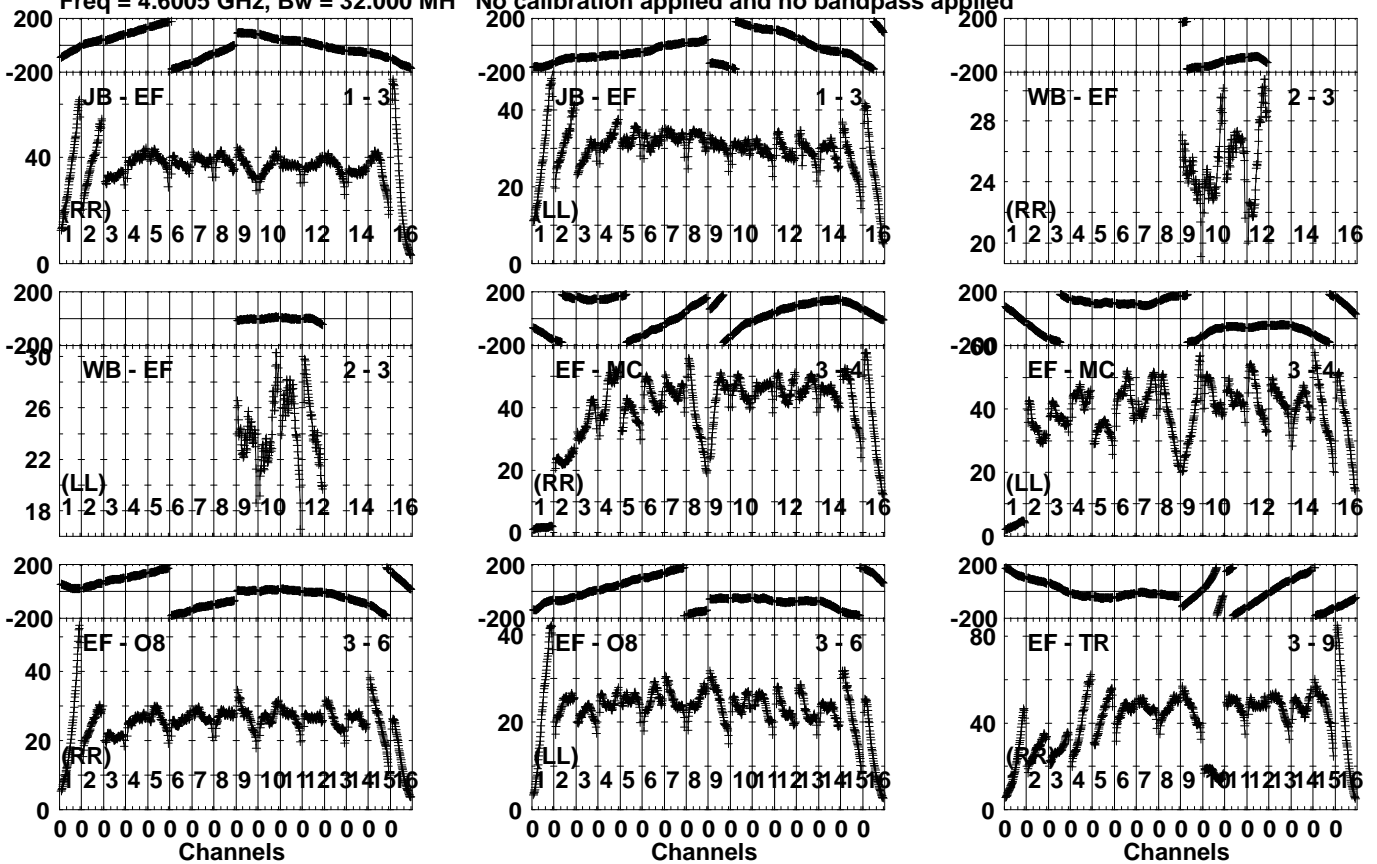 Freq = 4.6005 GHz, Bw = 32.000 MH No calibration applied and no bandpass applied
200 200 200
-200 -200 -200
JB - EF 1 - 3 JB - EF 1 - 3 WB - EF 2 - 3
40 40 28
20 24
(RR) (LL) (RR)
1 2 3 4 5 6 7 8 9 10 12 14 16 1 2 3 4 5 6 7 8 9 10 12 14 16 1 2 3 4 5 6 7 8 9 10 12 14 16
0 0 20
200 200 200
-200 -200 -200
30 60
WB - EF 2 - 3 EF - MC 3 - 4 EF - MC 3 - 4
26 40 40
22 20 20
(LL) (RR) (LL)
18 1 2 3 4 5 6 7 8 9 10 12 14 16 1 2 3 4 5 6 7 8 9 10 12 14 16 1 2 3 4 5 6 7 8 9 10 12 14 16
0 0
200 200 200
-200 -200 -200
40 80
EF - O8 3 - 6 EF - O8 3 - 6 EF - TR 3 - 9
40 20 40
20
(RR) (LL) (RR)
1 2 3 4 5 6 7 8 9 10 11 12 13 14 15 16 1 2 3 4 5 6 7 8 9 10 11 12 13 14 15 16 1 2 3 4 5 6 7 8 9 10 11 12 13 14 15 16
0 0 0
0 0 0 0 0 0 0 0 0 0 0 0 0 0 0 0 0 0 0 0 0 0 0 0 0 0 0 0 0 0 0 0 0 0 0 0 0 0 0 0 0 0 0 0 0 0 0 0
Channels Channels Channels